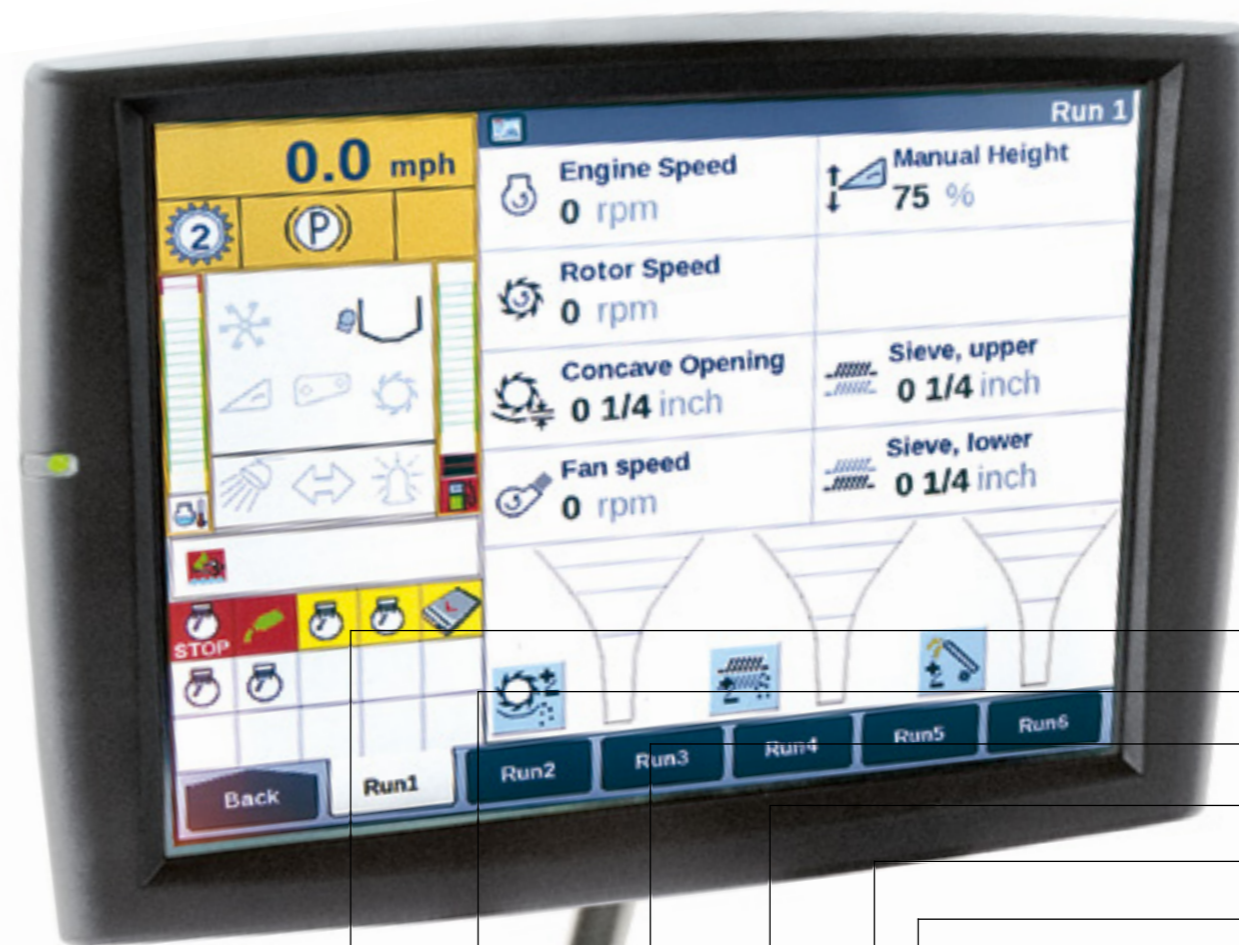 0.0 mph
2
(P)
STOP
Run 1
Engine Speed
0 rpm
Manual Height
75 %
Rotor Speed
0 rpm
Concave Opening
0 1/4 inch
Sieve, upper
0 1/4 inch
Fan speed
0 rpm
Sieve, lower
0 1/4 inch
Back
Run1
Run2
Run3
Run4
Run5
Run6